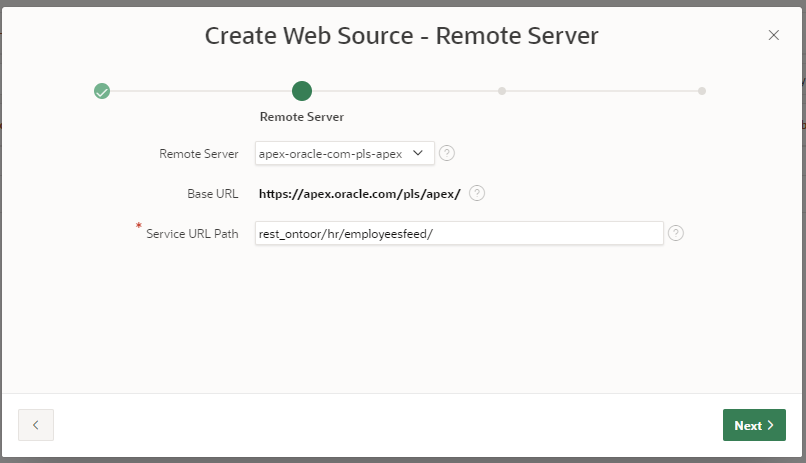 Create Web Source - Remote Server
Remote Server
Remote Server apex-oracle-com-pls-apex ?
Base URL https://apex.oracle.com/pls/apex/ ?
* Service URL Path rest_ontoor/hr/employeesfeed/ ?
Next